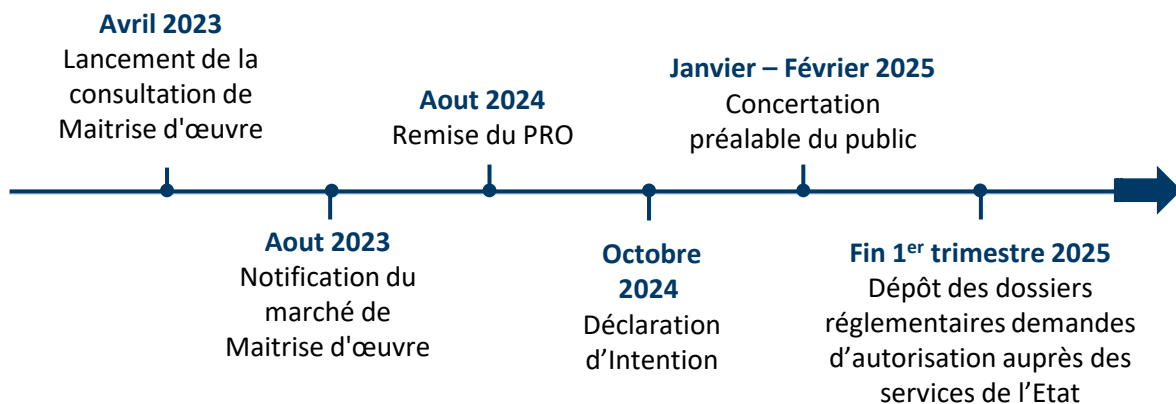 Avril 2023
Lancement de la
consultation de
Maitrise d'œuvre
Aout 2023
Notification du
marché de
Maitrise d'œuvre
Aout 2024
Remise du PRO
Octobre
2024
Déclaration
d’Intention
Janvier – Février 2025
Concertation
préalable du public
Fin 1er trimestre 2025
Dépôt des dossiers
réglementaires demandes
d’autorisation auprès des
services de l’Etat